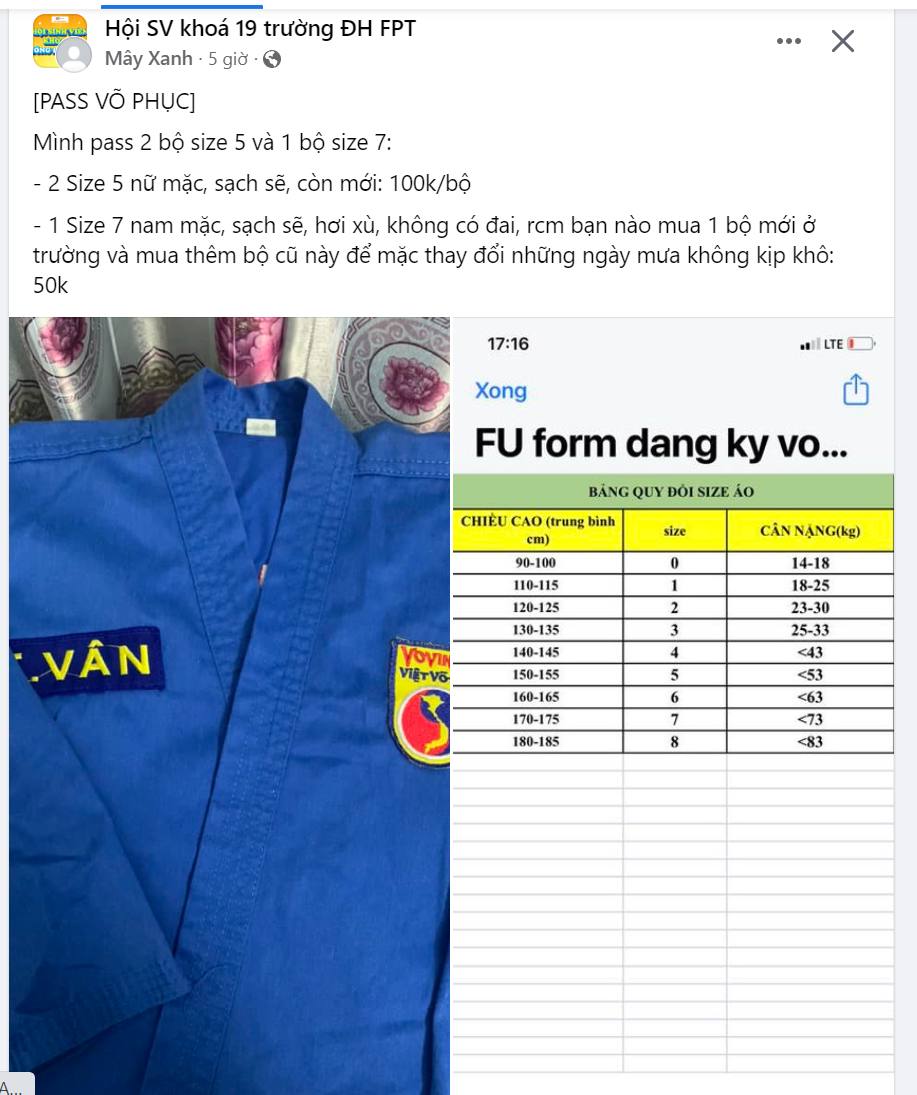 Hội SV khoá 19 trường ĐH FPT
Mây Xanh · 5 giờ ·
[PASS VÕ PHỤC]
Mình pass 2 bộ size 5 và 1 bộ size 7:
- 2 Size 5 nữ mặc, sạch sẽ, còn mới: 100k/bộ
- 1 Size 7 nam mặc, sạch sẽ, hơi xù, không có đai, rcm bạn nào mua 1 bộ mới ở
trường và mua thêm bộ cũ này để mặc thay đổi những ngày mưa không kịp khô:
50k
.VÂN
VOVIN
VIỆT VÕ
17:16 LTE
Xong
FU form dang ky vo...
BẢNG QUY ĐỔI SIZE ÁO
CHIỀU CAO (trung bình cm) size CÂN NẶNG(kg)
90-100 0 14-18
110-115 1 18-25
120-125 2 23-30
130-135 3 25-33
140-145 4 <43
150-155 5 <53
160-165 6 <63
170-175 7 <73
180-185 8 <83
A...